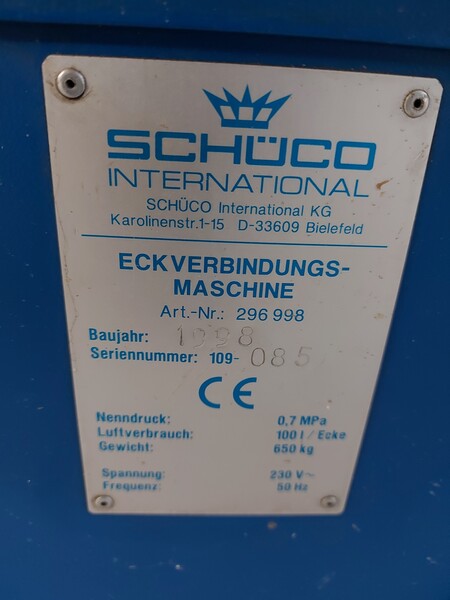 SCHÜCO
INTERNATIONAL
SCHÜCO International KG
Karolinenstr.1-15 D-33609 Bielefeld
ECKVERBINDUNGS-
MASCHINE
Art.-Nr.: 296 998
Baujahr: 1998
Seriennummer: 109-085
CE
Nenndruck: 0,7 MPa
Luftverbrauch: 100 l / Ecke
Gewicht: 650 kg
Spannung: 230 V~
Frequenz: 50 Hz